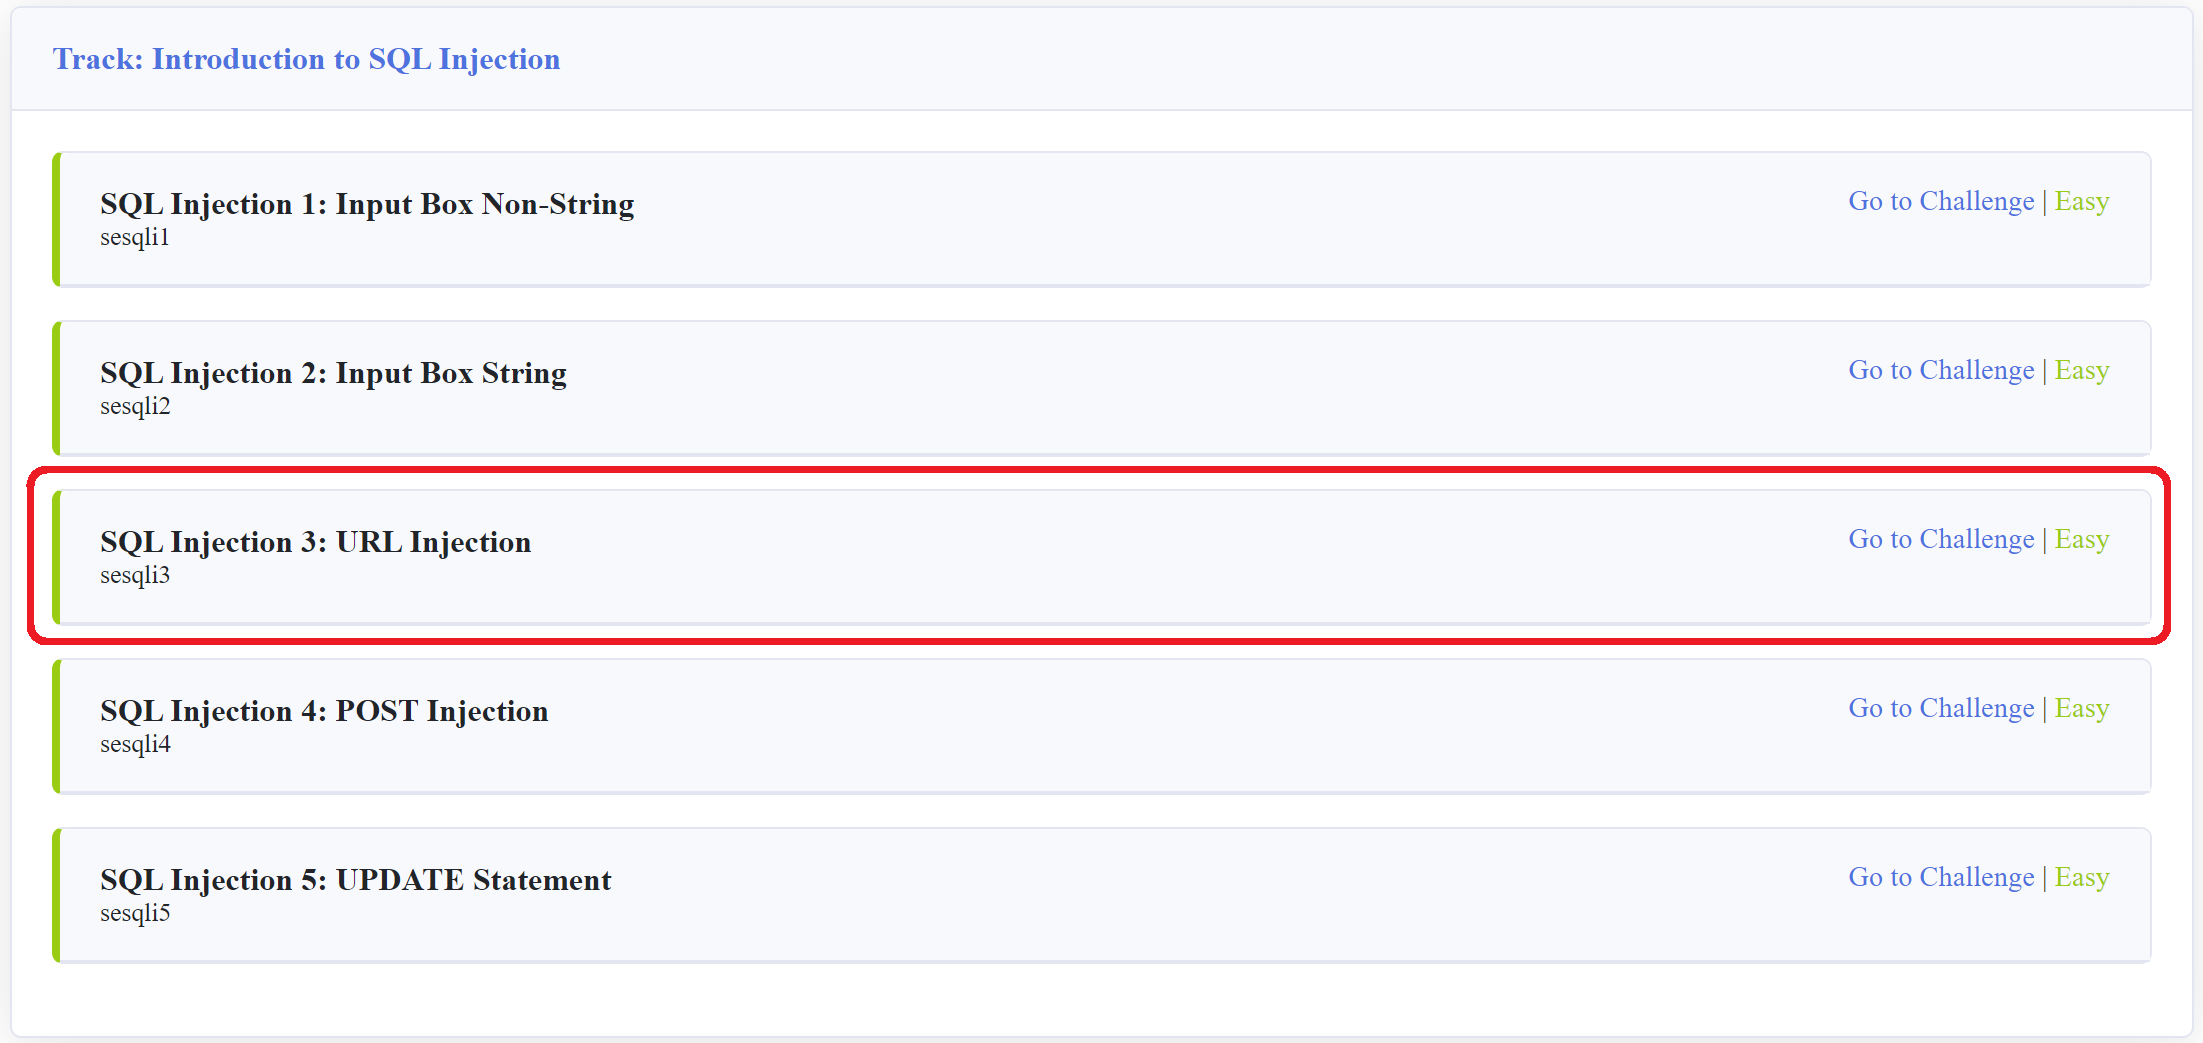 Track: Introduction to SQL Injection
SQL Injection 1: Input Box Non-String
Go to Challenge | Easy
sesqli1
SQL Injection 2: Input Box String
Go to Challenge | Easy
sesqli2
SQL Injection 3: URL Injection
Go to Challenge | Easy
sesqli3
SQL Injection 4: POST Injection
Go to Challenge | Easy
sesqli4
SQL Injection 5: UPDATE Statement
Go to Challenge | Easy
sesqli5